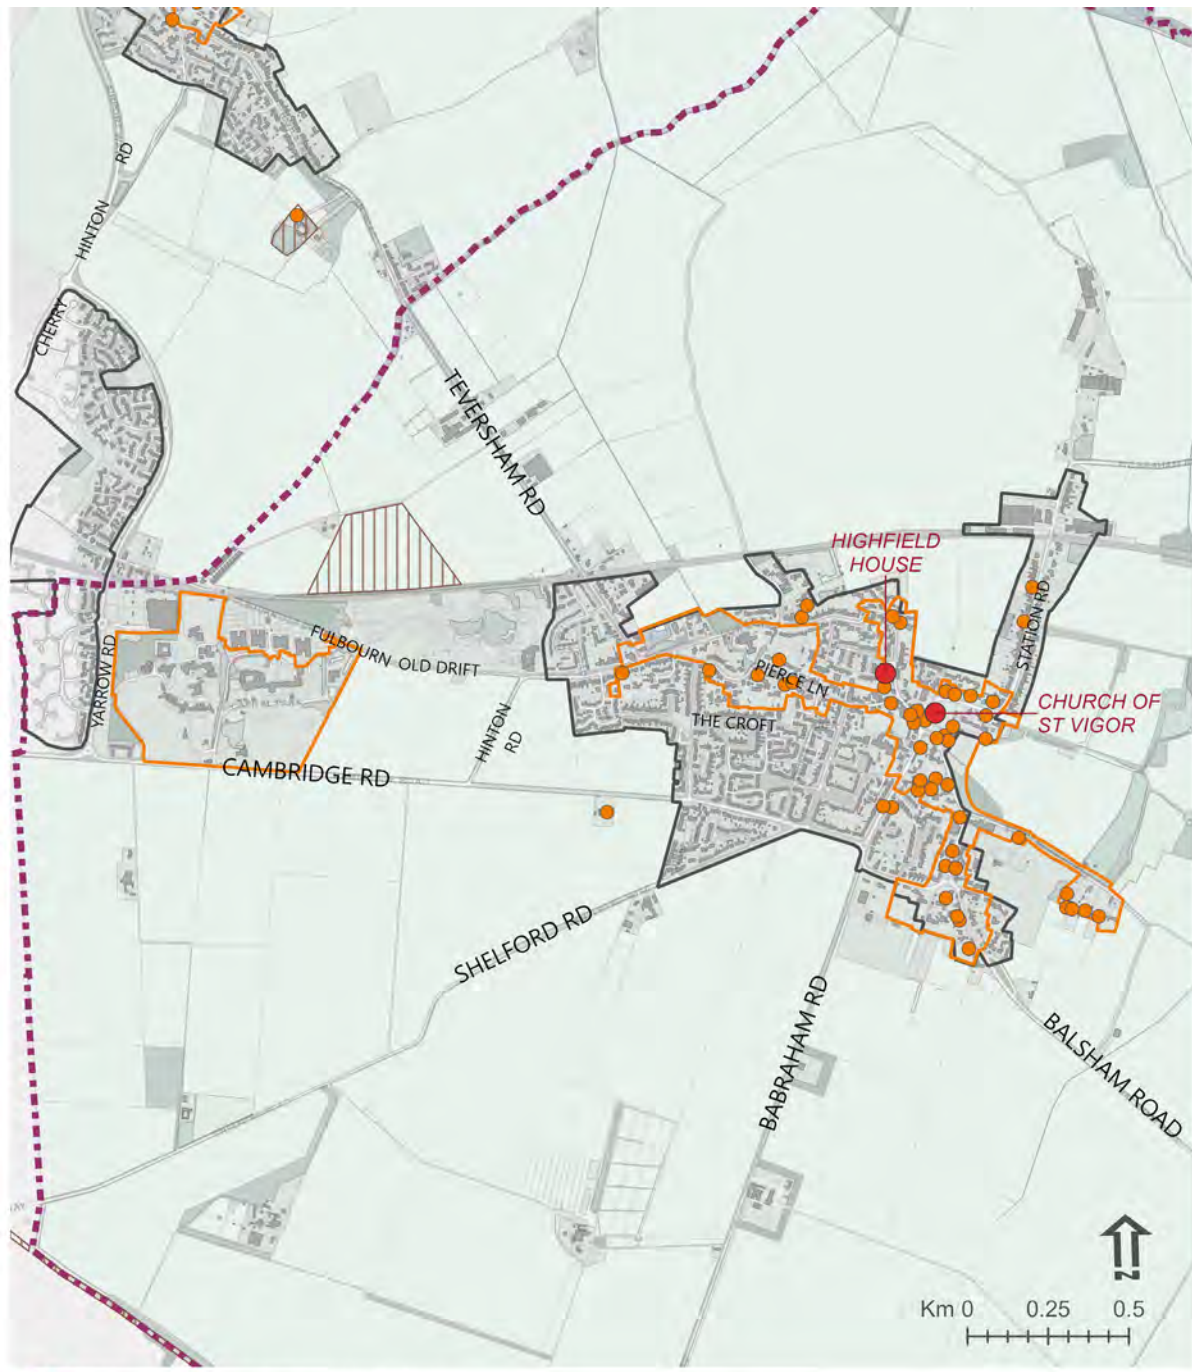 HINTON
RD
CHERRY
TEVERSHAM RD
HIGHFIELD
HOUSE
STATION RD
FULBOURN OLD DRIFT
YARROW RD
PIERCE LN
CHURCH OF
ST VIGOR
THE CROFT
HINTON
RD
CAMBRIDGE RD
SHELFORD RD
BABRAHAM RD
BALSHAM ROAD
N
Km 0 0.25 0.5